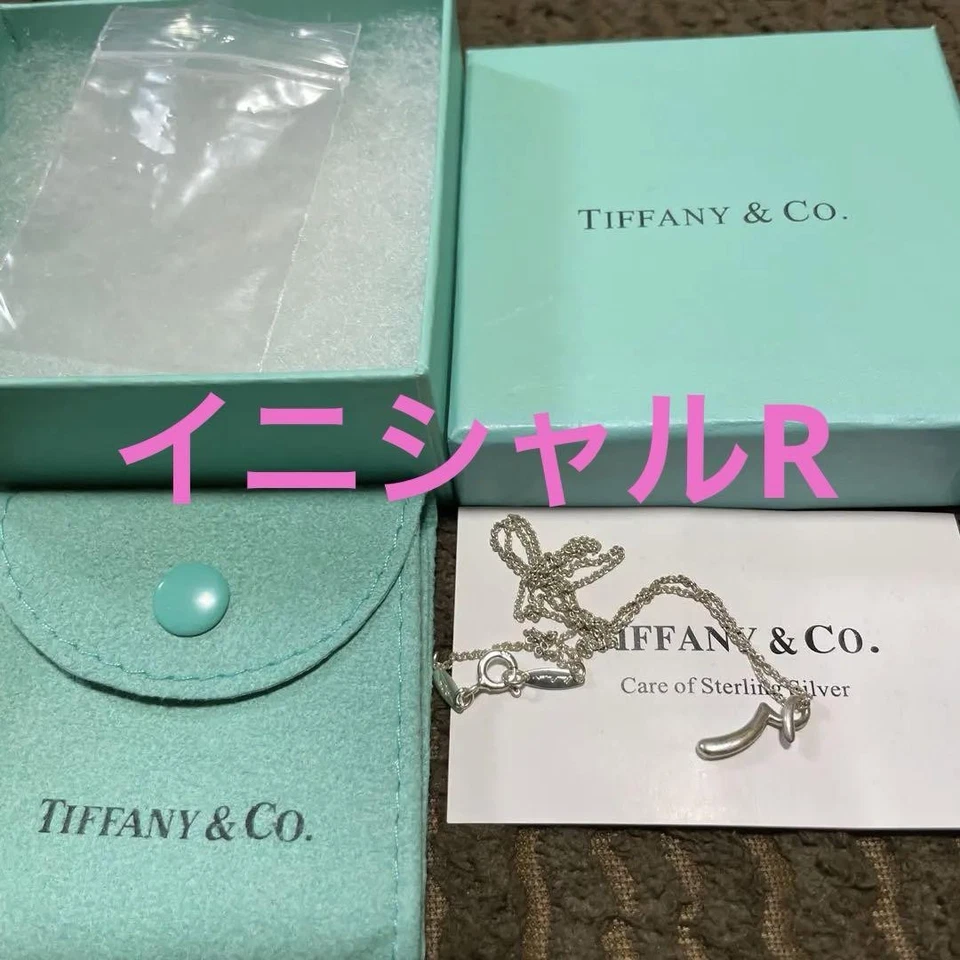 TIFFANY & CO.
イニシャルR
TIFFANY & CO.
Care of Sterling Silver
TIFFANY & CO.